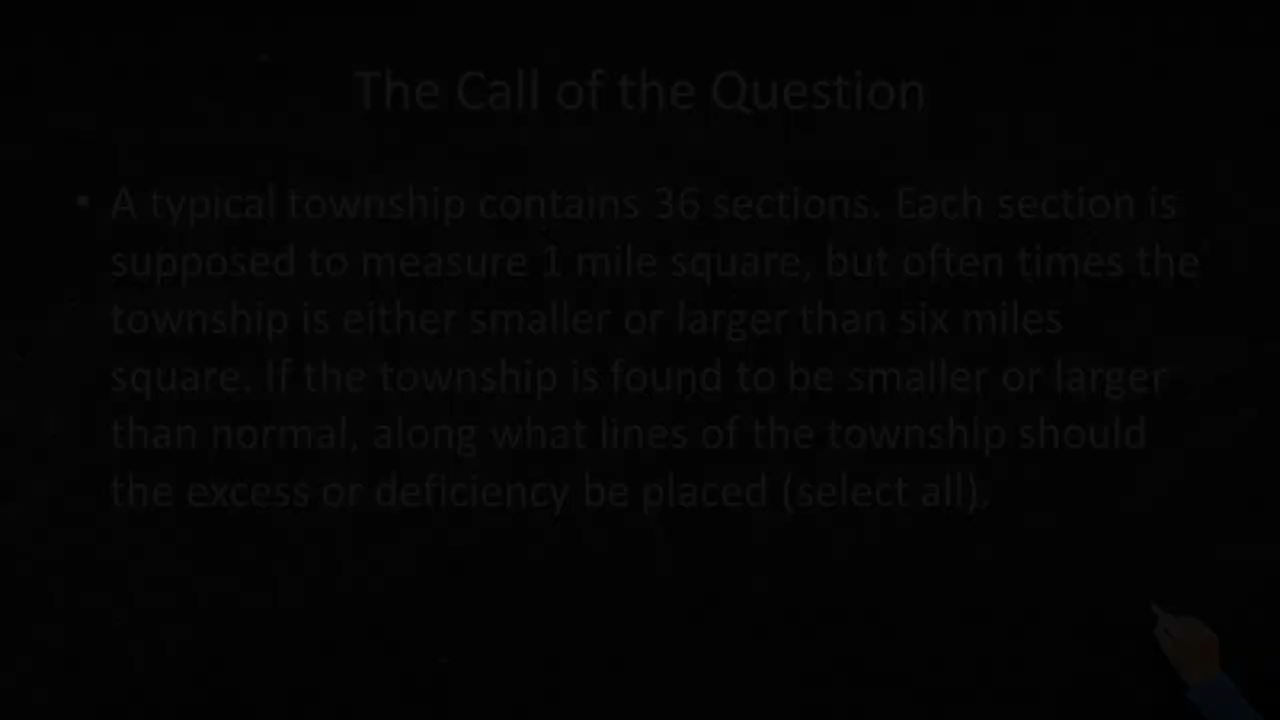 The Call of the Question
▪ A typical township contains 36 sections. Each section is
supposed to measure 1 mile square, but often times the
township is either smaller or larger than six miles
square. If the township is found to be smaller or larger
than normal, along what lines of the township should
the excess or deficiency be placed (select all).